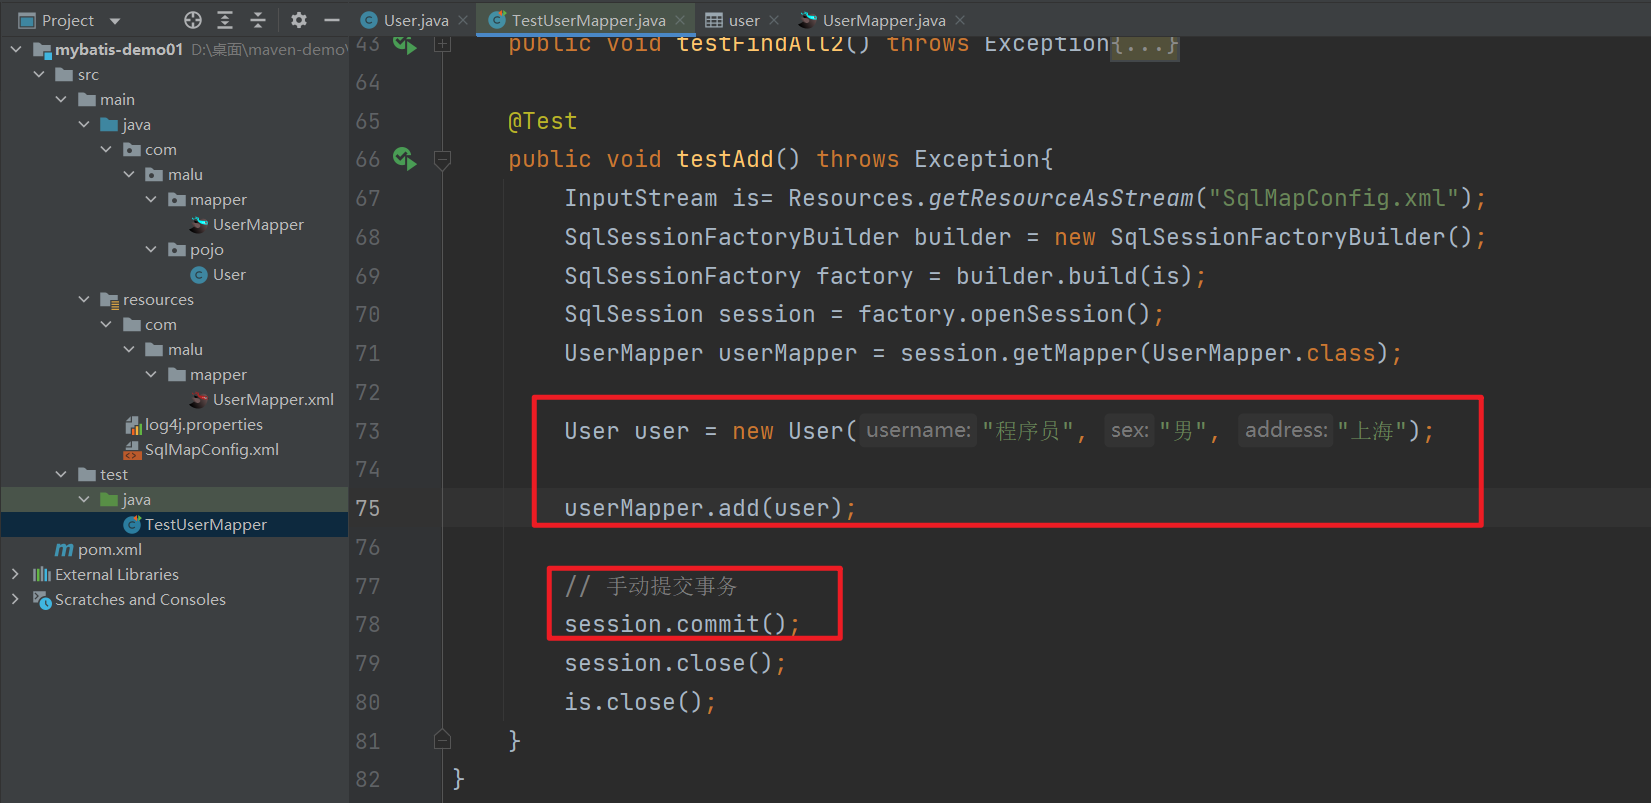 Project
User.java
TestUserMapper.java
user
UserMapper.java
mybatis-demo01 D:\桌面\maven-demo\
src
main
java
com
malu
mapper
UserMapper
pojo
User
resources
com
malu
mapper
UserMapper.xml
log4j.properties
SqlMapConfig.xml
test
java
TestUserMapper
pom.xml
External Libraries
Scratches and Consoles
43 public void testFindAll2() throws Exception{...}
64
65 @Test
66 public void testAdd() throws Exception{
67 InputStream is= Resources.getResourceAsStream("SqlMapConfig.xml");
68 SqlSessionFactoryBuilder builder = new SqlSessionFactoryBuilder();
69 SqlSessionFactory factory = builder.build(is);
70 SqlSession session = factory.openSession();
71 UserMapper userMapper = session.getMapper(UserMapper.class);
72
73 User user = new User( username: "程序员", sex: "男", address: "上海");
74
75 userMapper.add(user);
76
77 // 手动提交事务
78 session.commit();
79 session.close();
80 is.close();
81 }
82 }